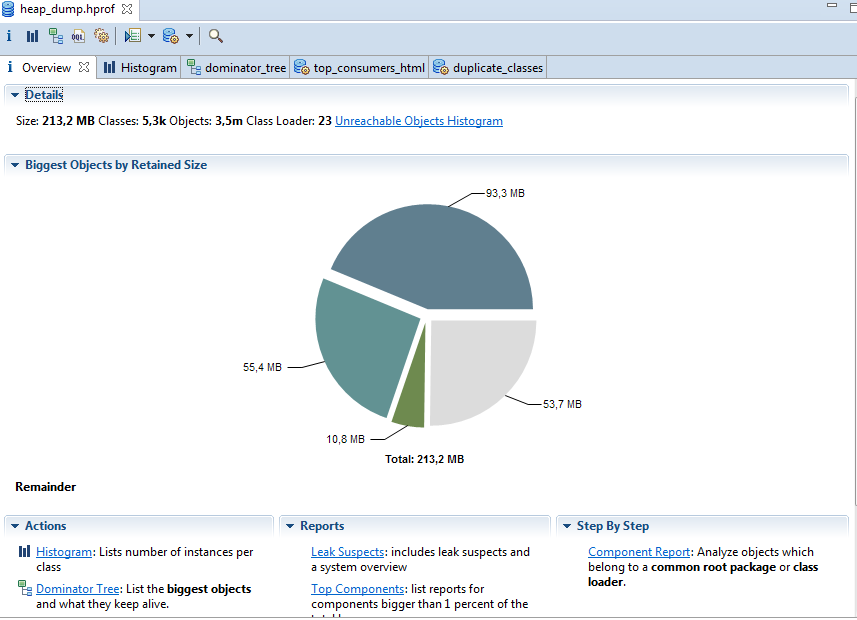 heap_dump.hprof
i OQL
i Overview Histogram dominator_tree top_consumers_html duplicate_classes
Details
Size: 213,2 MB Classes: 5,3k Objects: 3,5m Class Loader: 23 Unreachable Objects Histogram
Biggest Objects by Retained Size
93,3 MB
55,4 MB
53,7 MB
10,8 MB
Total: 213,2 MB
Remainder
Actions
Histogram: Lists number of instances per
class
Dominator Tree: List the biggest objects
and what they keep alive.
Reports
Leak Suspects: includes leak suspects and
a system overview
Top Components: list reports for
components bigger than 1 percent of the
Step By Step
Component Report: Analyze objects which
belong to a common root package or class
loader.